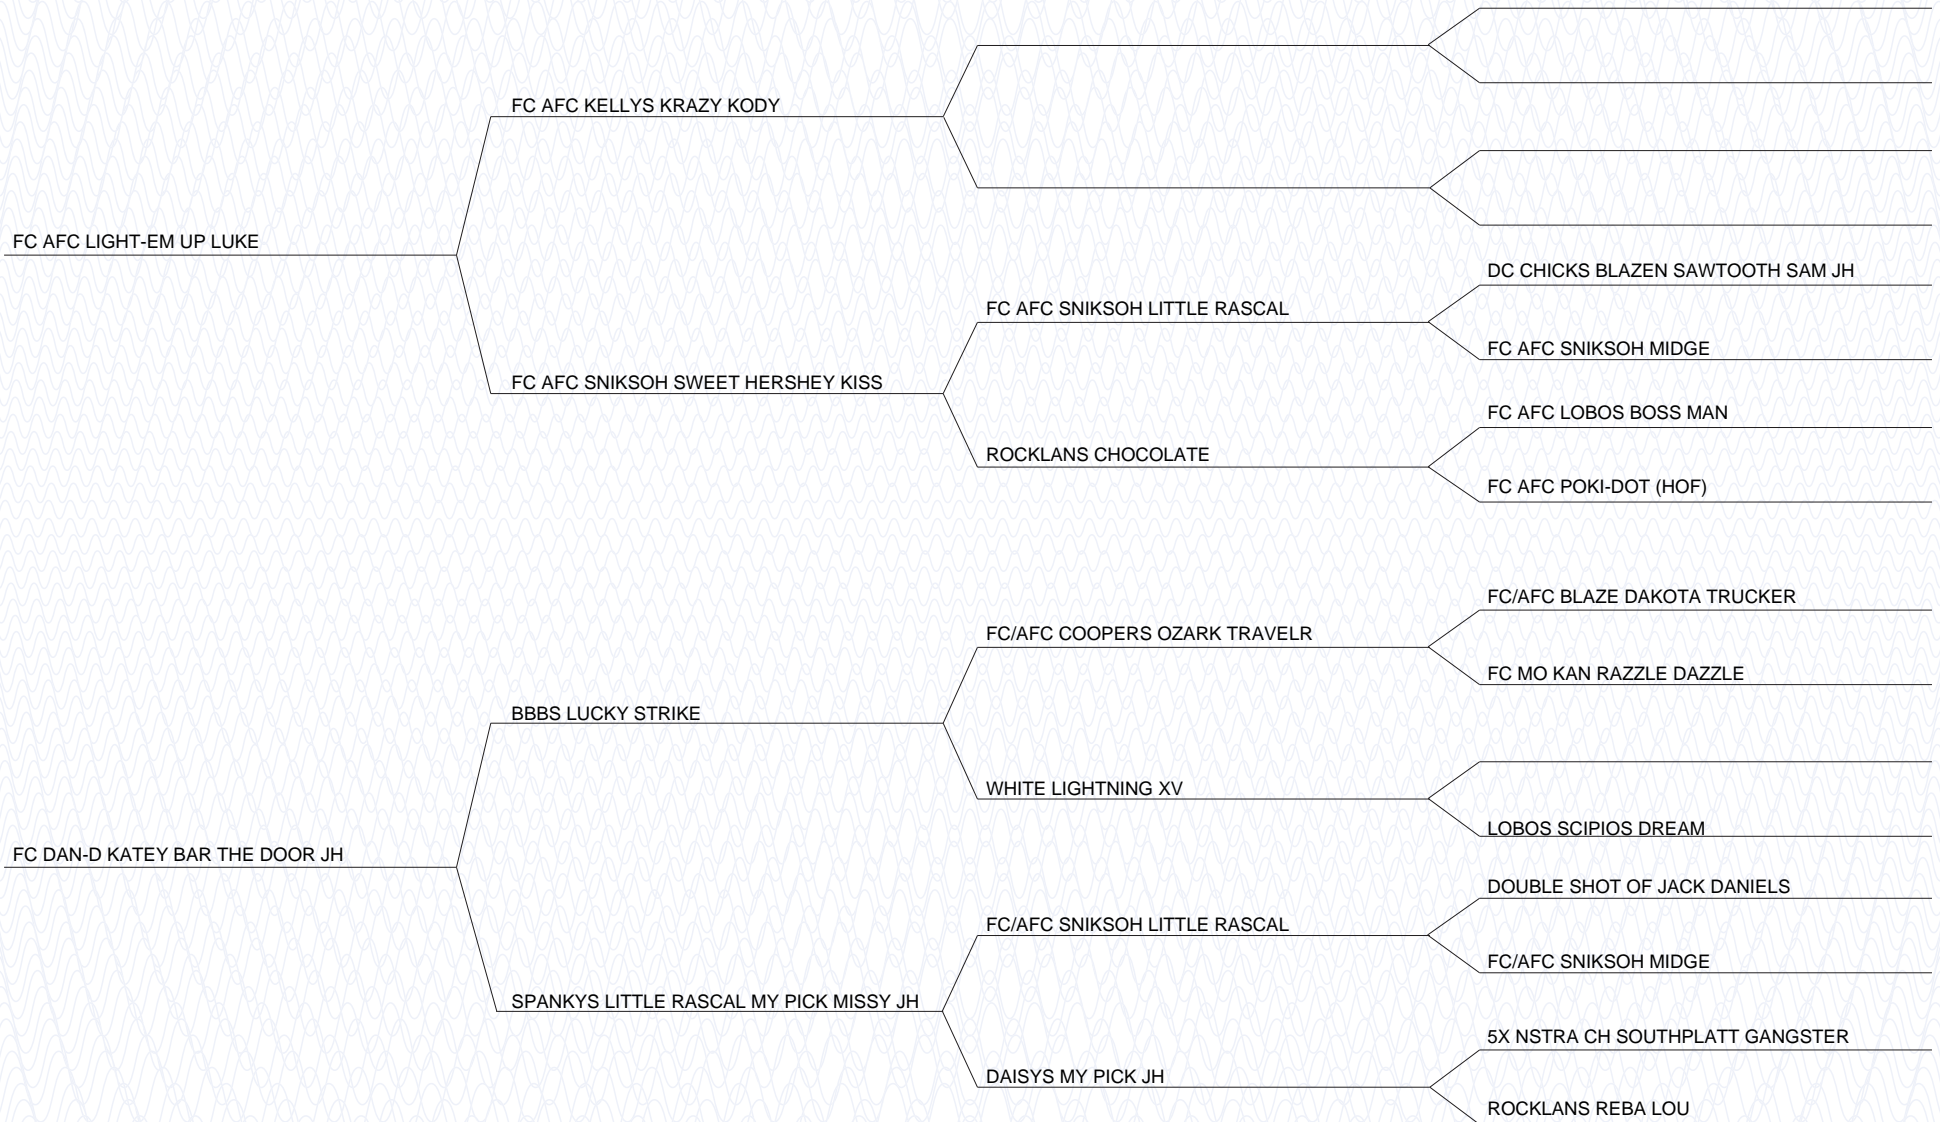 FC AFC KELLYS KRAZY KODY
FC AFC LIGHT-EM UP LUKE
DC CHICKS BLAZEN SAWTOOTH SAM JH
FC AFC SNIKSOH LITTLE RASCAL
FC AFC SNIKSOH MIDGE
FC AFC SNIKSOH SWEET HERSHEY KISS
FC AFC LOBOS BOSS MAN
ROCKLANS CHOCOLATE
FC AFC POKI-DOT (HOF)
FC/AFC BLAZE DAKOTA TRUCKER
FC/AFC COOPERS OZARK TRAVELR
FC MO KAN RAZZLE DAZZLE
BBBS LUCKY STRIKE
WHITE LIGHTNING XV
LOBOS SCIPIOS DREAM
FC DAN-D KATEY BAR THE DOOR JH
DOUBLE SHOT OF JACK DANIELS
FC/AFC SNIKSOH LITTLE RASCAL
FC/AFC SNIKSOH MIDGE
SPANKYS LITTLE RASCAL MY PICK MISSY JH
5X NSTRA CH SOUTHPLATT GANGSTER
DAISYS MY PICK JH
ROCKLANS REBA LOU